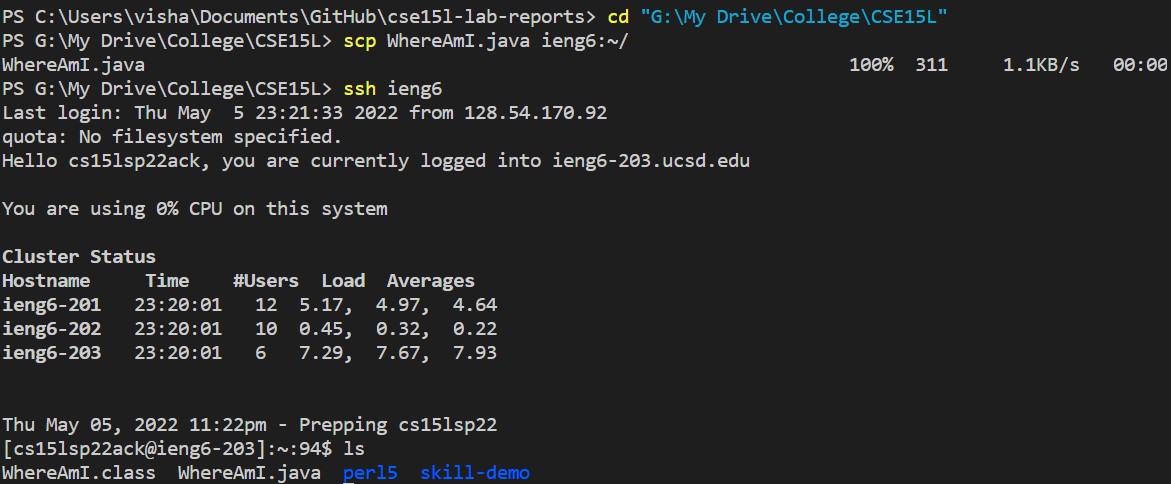 PS C:\Users\visha\Documents\GitHub\cse15l-lab-reports> cd "G:\My Drive\College\CSE15L"
PS G:\My Drive\College\CSE15L> scp WhereAmI.java ieng6:~/
WhereAmI.java 100% 311 1.1KB/s 00:00
PS G:\My Drive\College\CSE15L> ssh ieng6
Last login: Thu May  5 23:21:33 2022 from 128.54.170.92
quota: No filesystem specified.
Hello cs15lsp22ack, you are currently logged into ieng6-203.ucsd.edu
You are using 0% CPU on this system
Cluster Status
Hostname Time #Users Load Averages
ieng6-201 23:20:01 12 5.17, 4.97, 4.64
ieng6-202 23:20:01 10 0.45, 0.32, 0.22
ieng6-203 23:20:01 6 7.29, 7.67, 7.93
Thu May 05, 2022 11:22pm - Prepping cs15lsp22
[cs15lsp22ack@ieng6-203]:~:94$ ls
WhereAmI.class WhereAmI.java perl5 skill-demo